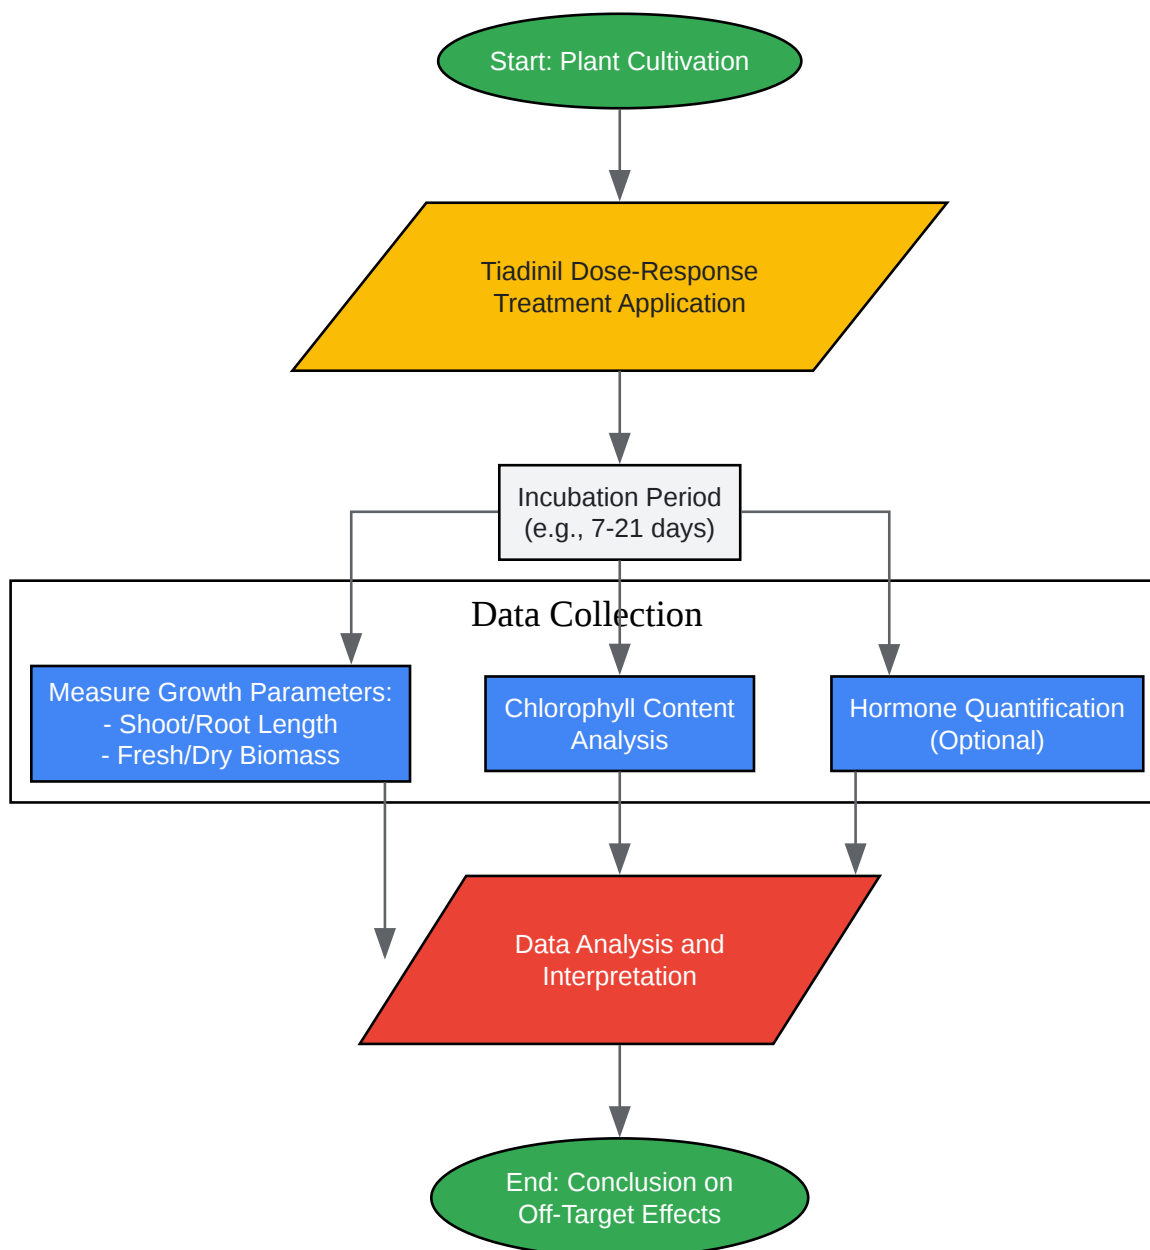 Start: Plant Cultivation
Tiadinil Dose-Response
Treatment Application
Incubation Period
(e.g., 7-21 days)
Data Collection
Measure Growth Parameters:
- Shoot/Root Length
- Fresh/Dry Biomass
Chlorophyll Content
Analysis
Hormone Quantification
(Optional)
Data Analysis and
Interpretation
End: Conclusion on
Off-Target Effects